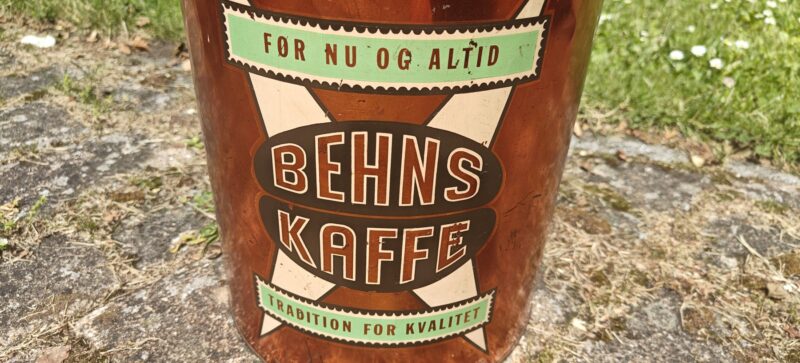 FØR NU OG ALTID
BEHNS
KAFFE
TRADITION FOR KVALITET